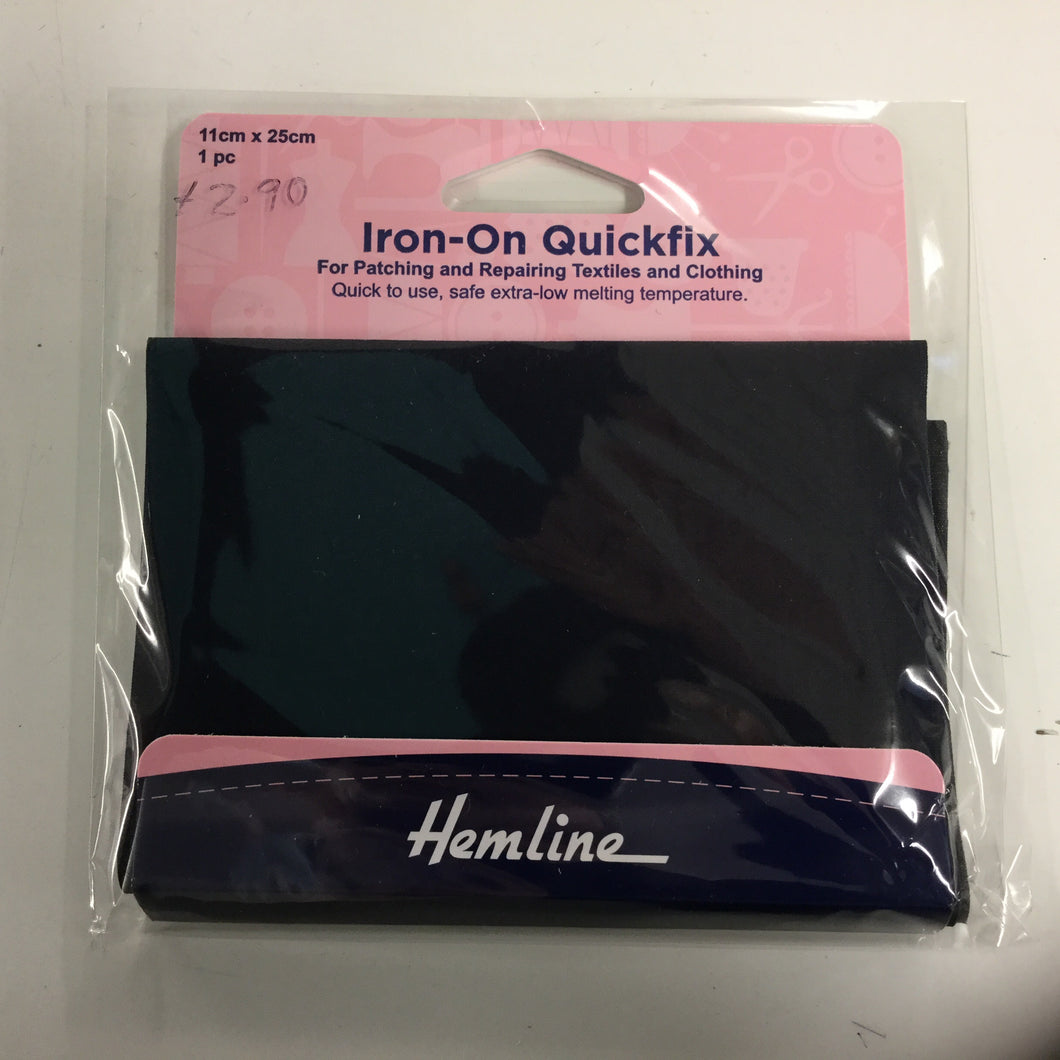 11cm x 25cm
1 pc
£2.90
Iron-On Quickfix
For Patching and Repairing Textiles and Clothing
Quick to use, safe extra-low melting temperature.
Hemline